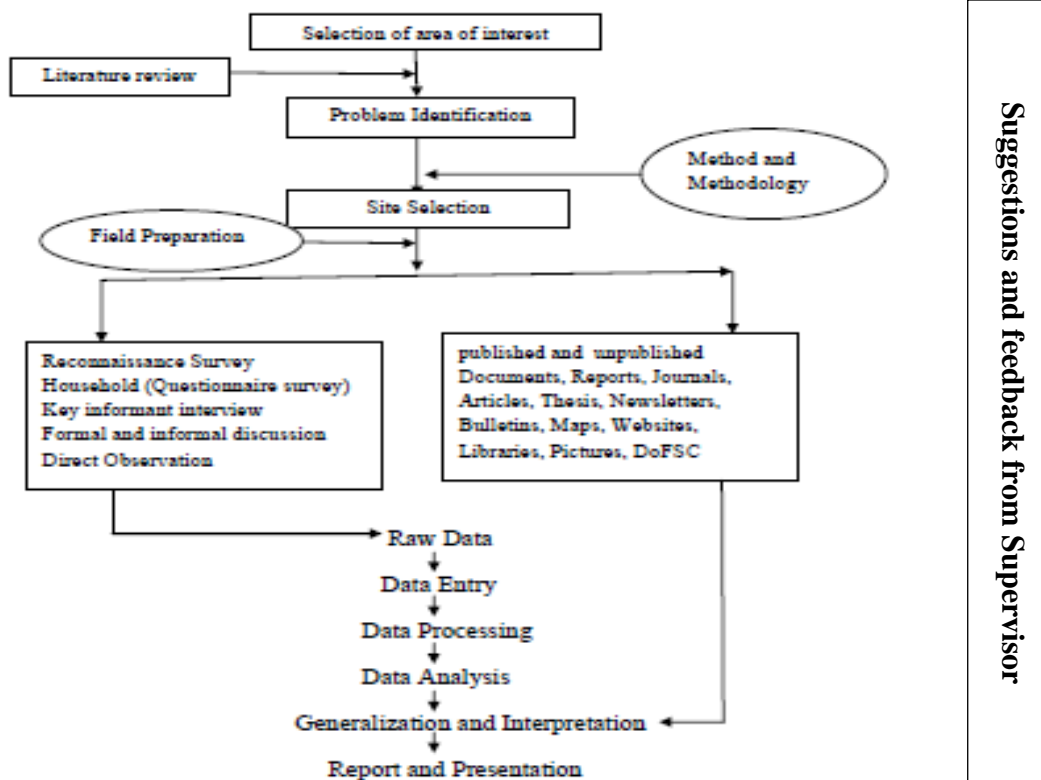 Selection of area of interest
Literature review
Problem Identification
Method and
Methodology
Site Selection
Field Preparation
Reconnaissance Survey
Household (Questionnaire survey)
Key informant interview
Formal and informal discussion
Direct Observation
published and unpublished
Documents, Reports, Journals,
Articles, Thesis, Newsletters,
Bulletins, Maps, Websites,
Libraries, Pictures, DoFSC
Raw Data
Data Entry
Data Processing
Data Analysis
Generalization and Interpretation
Report and Presentation
Suggestions and feedback from Supervisor